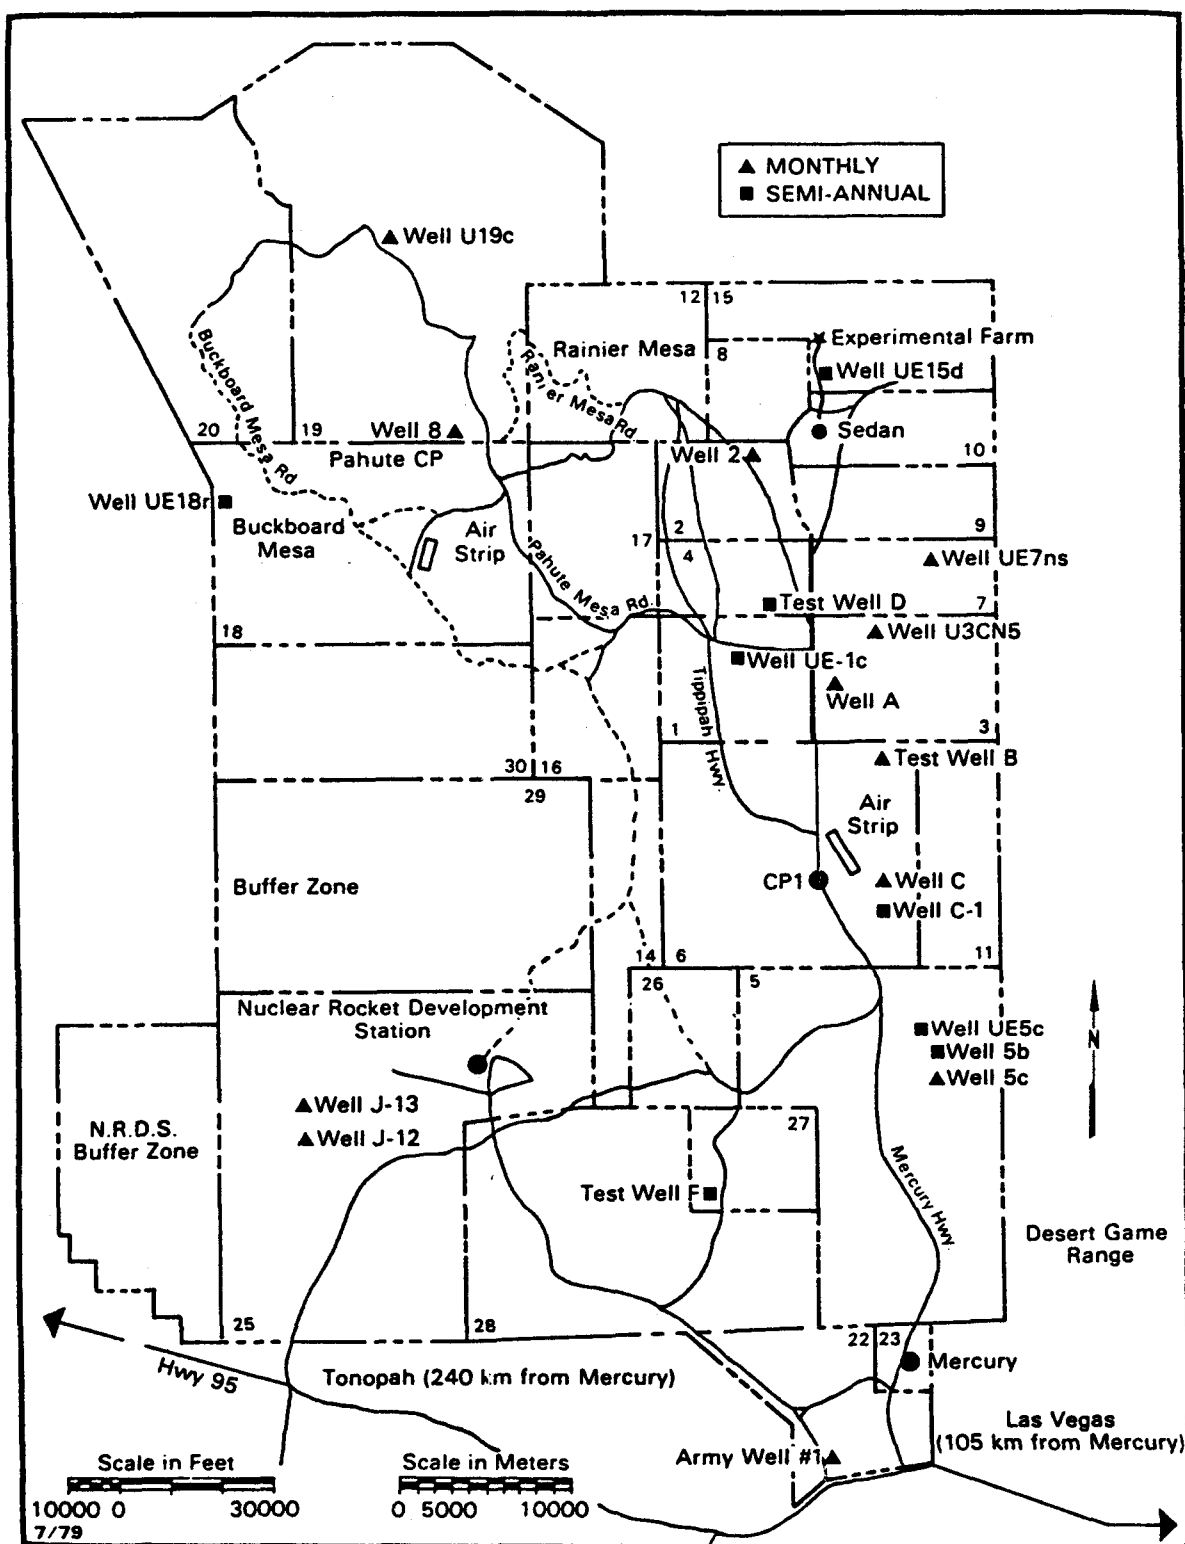 ▲ MONTHLY
■ SEMI-ANNUAL
Well U19c
12
15
Rainier Mesa
8
Experimental Farm
Well UE15d
Buckboard Mesa Rd
Rainier Mesa Rd
20
19
Well 8
Pahute CP
Sedan
Well 2
10
Well UE18r
Buckboard
Mesa
Air
Strip
17
2
4
9
Well UE7ns
Pahute Mesa Rd.
Test Well D
7
18
Well U3CN5
Well UE-1c
Well A
Tippipah Hwy.
1
3
30
16
29
Test Well B
Air
Strip
Buffer Zone
CP1
Well C
Well C-1
14
6
11
26
5
Nuclear Rocket Development
Station
Well UE5c
Well 5b
Well 5c
N
Well J-13
Well J-12
N.R.D.S.
Buffer Zone
27
Test Well F
Mercury Hwy.
Desert Game
Range
25
28
22
23
Mercury
Hwy 95
Tonopah (240 km from Mercury)
Las Vegas
(105 km from Mercury)
Army Well #1
Scale in Feet
10000 0 30000
Scale in Meters
0 5000 10000
7/79